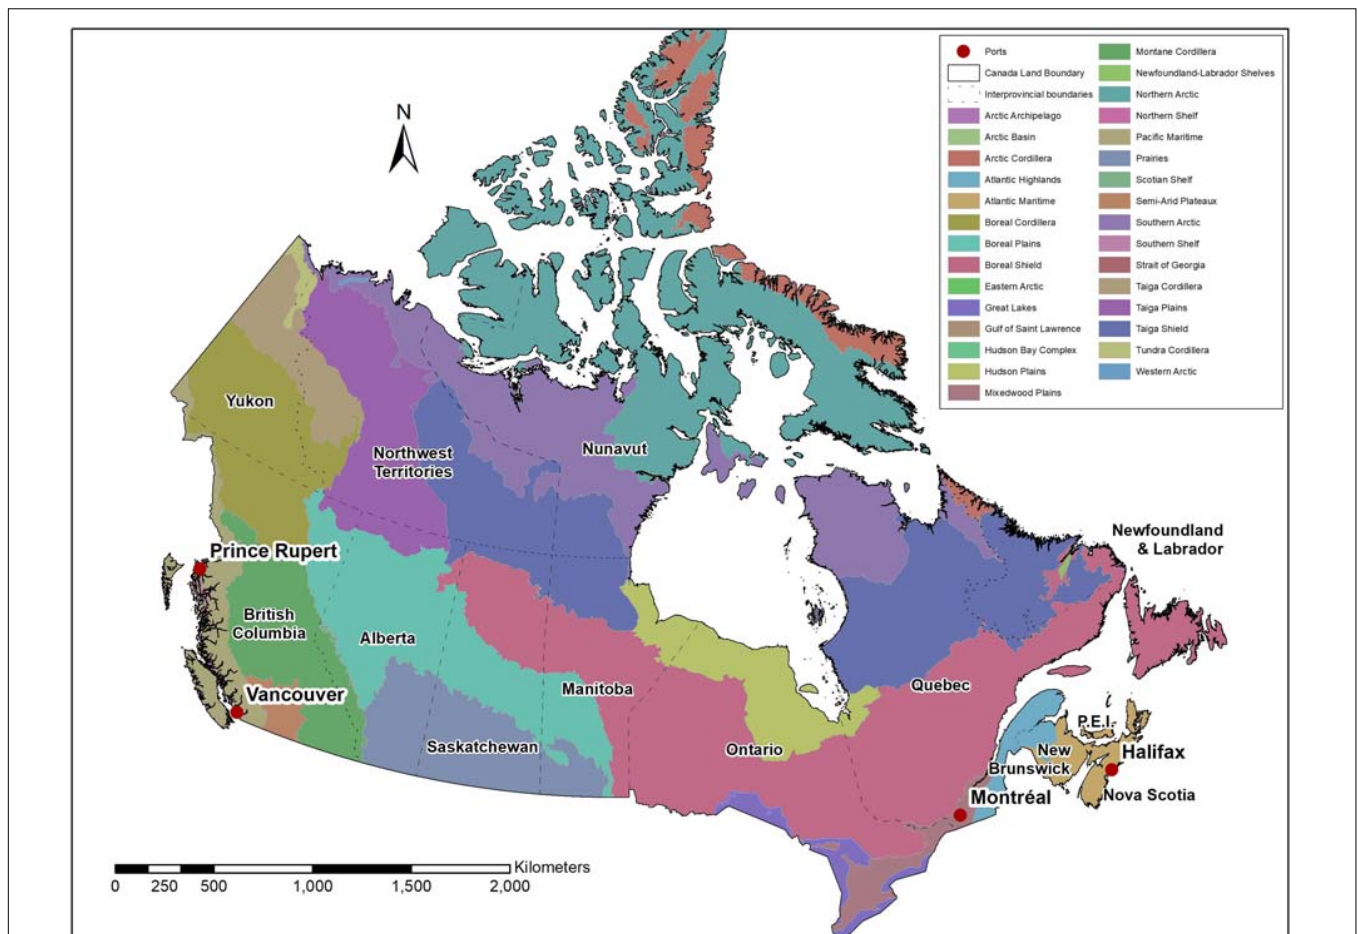 Ports
Canada Land Boundary
Interprovincial boundaries
Arctic Archipelago
Arctic Basin
Arctic Cordillera
Atlantic Highlands
Atlantic Maritime
Boreal Cordillera
Boreal Plains
Boreal Shield
Eastern Arctic
Great Lakes
Gulf of Saint Lawrence
Hudson Bay Complex
Hudson Plains
Mixedwood Plains
Montane Cordillera
Newfoundland-Labrador Shelves
Northern Arctic
Northern Shelf
Pacific Maritime
Prairies
Scotian Shelf
Semi-Arid Plateaux
Southern Arctic
Southern Shelf
Strait of Georgia
Taiga Cordillera
Taiga Plains
Taiga Shield
Tundra Cordillera
Western Arctic
N
Yukon
Northwest
Territories
Nunavut
Newfoundland
& Labrador
Prince Rupert
British
Columbia
Alberta
Vancouver
Manitoba
Quebec
Saskatchewan
Ontario
P.E.I.
New
Brunswick
Halifax
Montréal
Nova Scotia
Kilometers
0 250 500 1,000 1,500 2,000